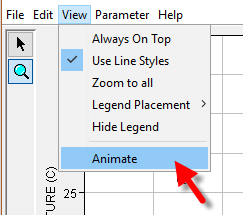 File Edit View Parameter Help
Always On Top
Use Line Styles
Zoom to all
Legend Placement
Hide Legend
Animate
TURE (C)
25